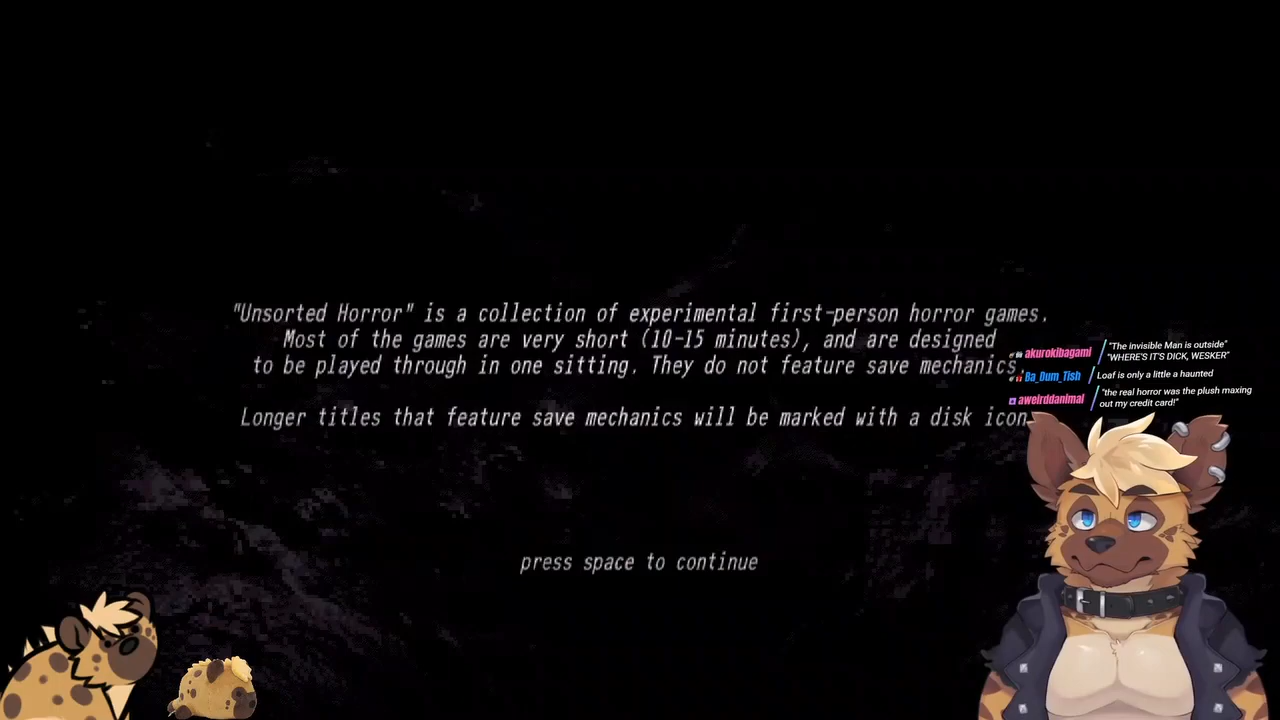 "Unsorted Horror" is a collection of experimental first-person horror games.
Most of the games are very short (10-15 minutes), and are designed
to be played through in one sitting. They do not feature save mechanics.
Longer titles that feature save mechanics will be marked with a disk icon.
press space to continue
akurokibagami
"The invisible Man is outside"
"WHERE'S IT'S DICK, WESKER"
Ba_Dum_Tish
Loaf is only a little a haunted
aweirddanimal
"the real horror was the plush maxing
out my credit card!"